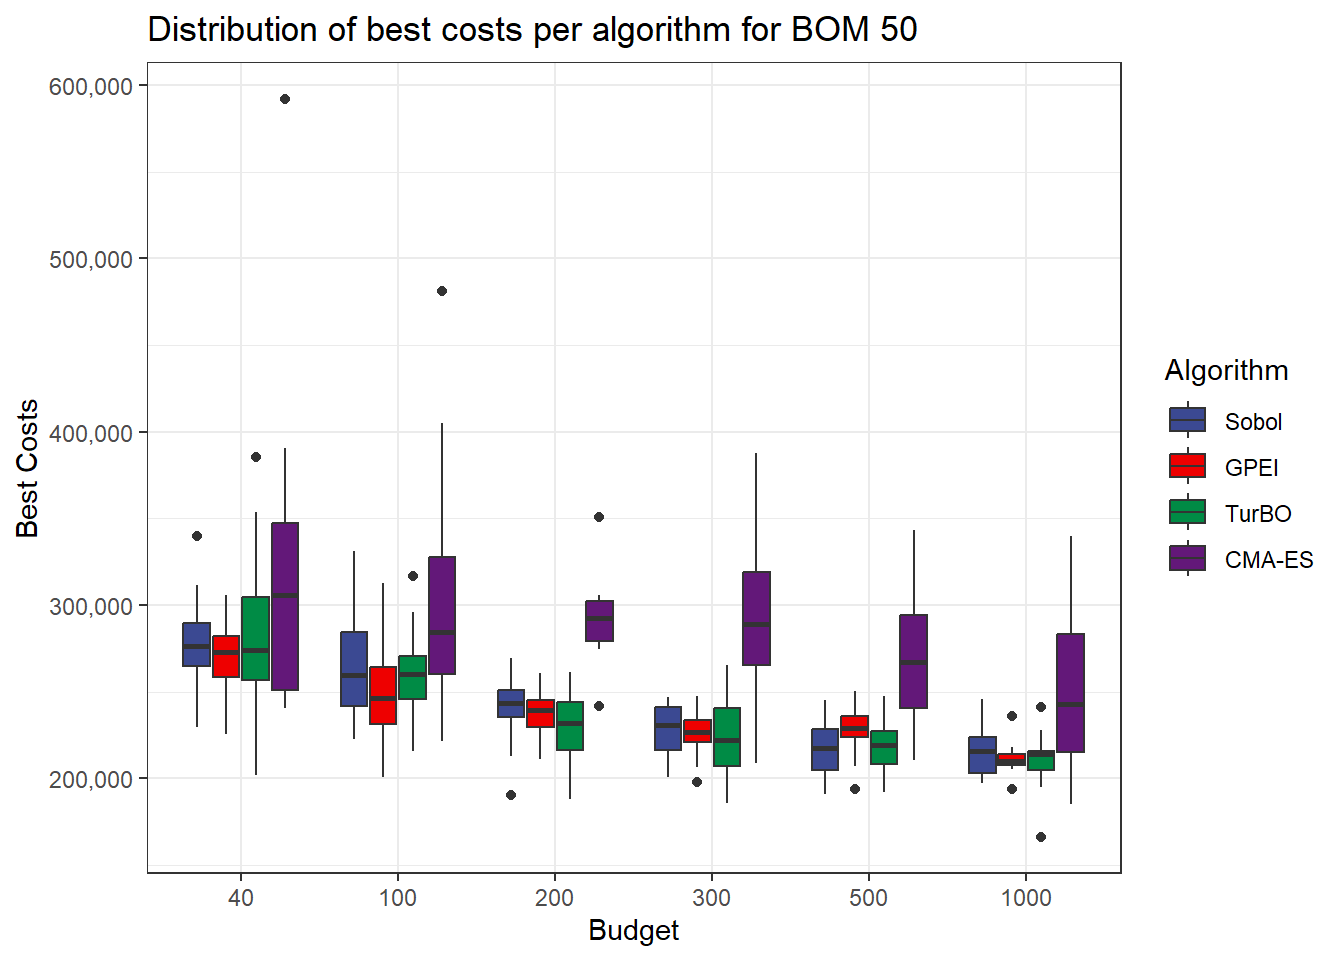 Distribution of best costs per algorithm for BOM 50
600,000
500,000
400,000
300,000
200,000
Best Costs
40 100 200 300 500 1000
Budget
Algorithm
Sobol
GPEI
TurBO
CMA-ES